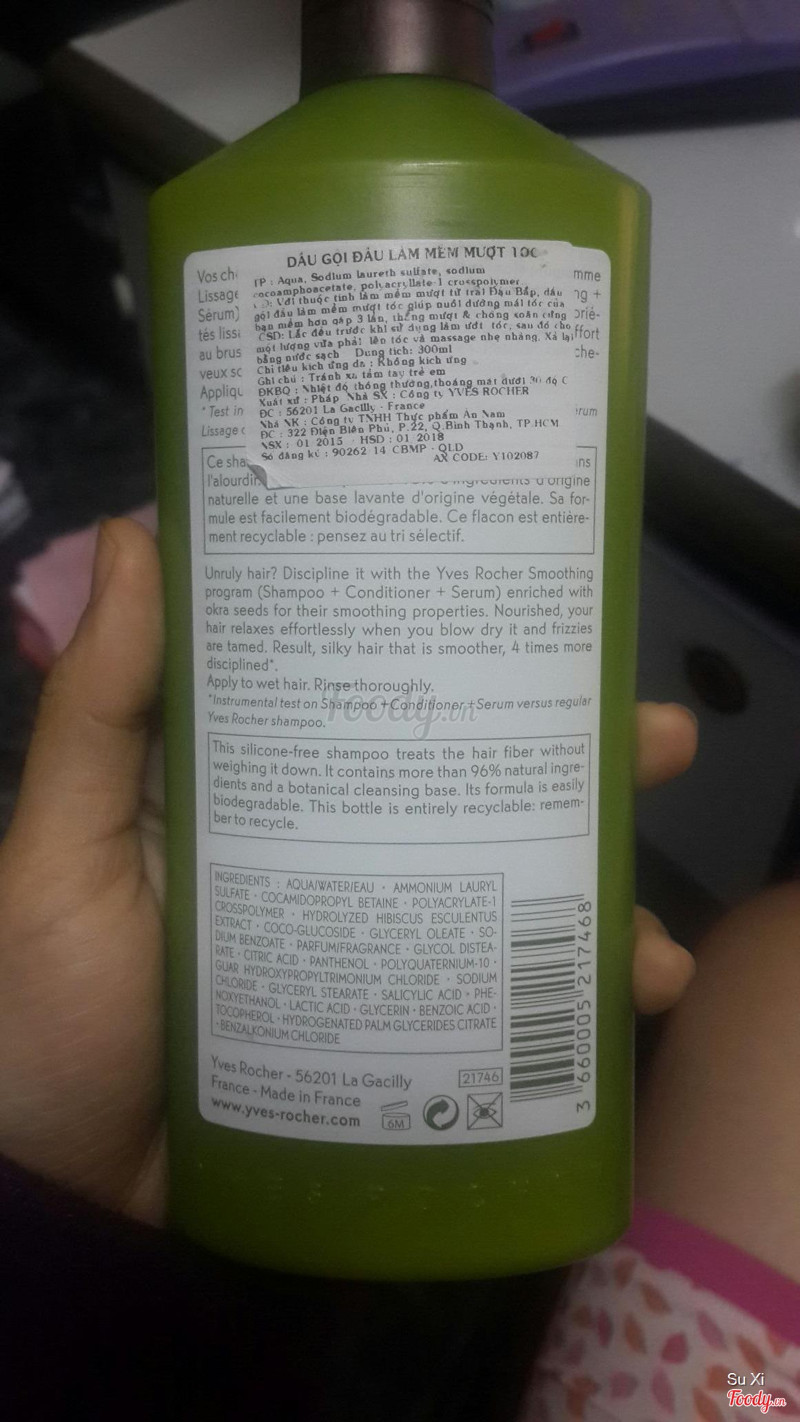 DẦU GỘI ĐẦU LÀM MỀM MƯỢT TÓC
TP : Aqua, Sodium laureth sulfate, sodium
cocoamphoacetate, polyacryllate 1 crosspolymer
Với thuộc tính làm mềm mượt từ trái Đậu Bắp, dầu
gội đầu làm mềm mượt tóc giúp nuôi dưỡng mái tóc của
bạn mềm hơn gấp 3 lần, thẳng mượt & chống xoăn cứng
CSD: Lắc đều trước khi sử dụng làm ướt tóc, sau đó cho
một lượng vừa phải lên tóc và massage nhẹ nhàng. Xả lại
bằng nước sạch Dung tích: 300ml
Chỉ tiêu kích ứng da : Không kích ứng
Ghi chú : Tránh xa tầm tay trẻ em
ĐKBQ : Nhiệt độ thông thường,thoáng mát dưới 30 độ C
Xuất xứ : Pháp Nhà SX : Công ty YVES ROCHER
ĐC : 56201 La Gacilly - France
Nhà NK : Công ty TNHH Thực phẩm An Nam
ĐC : 322 Điện Biên Phủ, P.22, Q.Bình Thạnh, TP.HCM
NSX : 01 2015 HSD : 01 2018
Số đăng kí : 90262 14 CBMP - QLD
AX CODE: Y102087
Vos
Lissage
Sérum)
tés lissa
au brus
veux
* Test in
Lissage
Ce
l'alourdir ingrédients d'origine
naturelle et une base lavante d'origine végétale. Sa for-
mule est facilement biodégradable. Ce flacon est entière-
ment recyclable : pensez au tri sélectif.
Unruly hair? Discipline it with the Yves Rocher Smoothing
program (Shampoo + Conditioner + Serum) enriched with
okra seeds for their smoothing properties. Nourished, your
hair relaxes effortlessly when you blow dry it and frizzies
are tamed. Result, silky hair that is smoother, 4 times more
disciplined*.
Apply to wet hair. Rinse thoroughly.
*Instrumental test on Shampoo +Conditioner+Serum versus regular
Yves Rocher shampoo.
Foody.vn
This silicone-free shampoo treats the hair fiber without
weighing it down. It contains more than 96% natural ingre-
dients and a botanical cleansing base. Its formula is easily
biodegradable. This bottle is entirely recyclable: remem-
ber to recycle.
INGREDIENTS : AQUA/WATER/EAU · AMMONIUM LAURYL
SULFATE · COCAMIDOPROPYL BETAINE · POLYACRYLATE-1
CROSSPOLYMER · HYDROLYZED HIBISCUS ESCULENTUS
EXTRACT · COCO-GLUCOSIDE · GLYCERYL OLEATE · SO-
DIUM BENZOATE · PARFUM/FRAGRANCE · GLYCOL DISTEA-
RATE · CITRIC ACID · PANTHENOL · POLYQUATERNIUM-10 ·
GUAR HYDROXYPROPYLTRIMONIUM CHLORIDE · SODIUM
CHLORIDE · GLYCERYL STEARATE · SALICYLIC ACID · PHE-
NOXYETHANOL · LACTIC ACID · GLYCERIN · BENZOIC ACID ·
TOCOPHEROL · HYDROGENATED PALM GLYCERIDES CITRATE
· BENZALKONIUM CHLORIDE
Yves Rocher - 56201 La Gacilly
France - Made in France
www.yves-rocher.com
21746
6M
3 660005 217468
Su Xi
Foody.vn